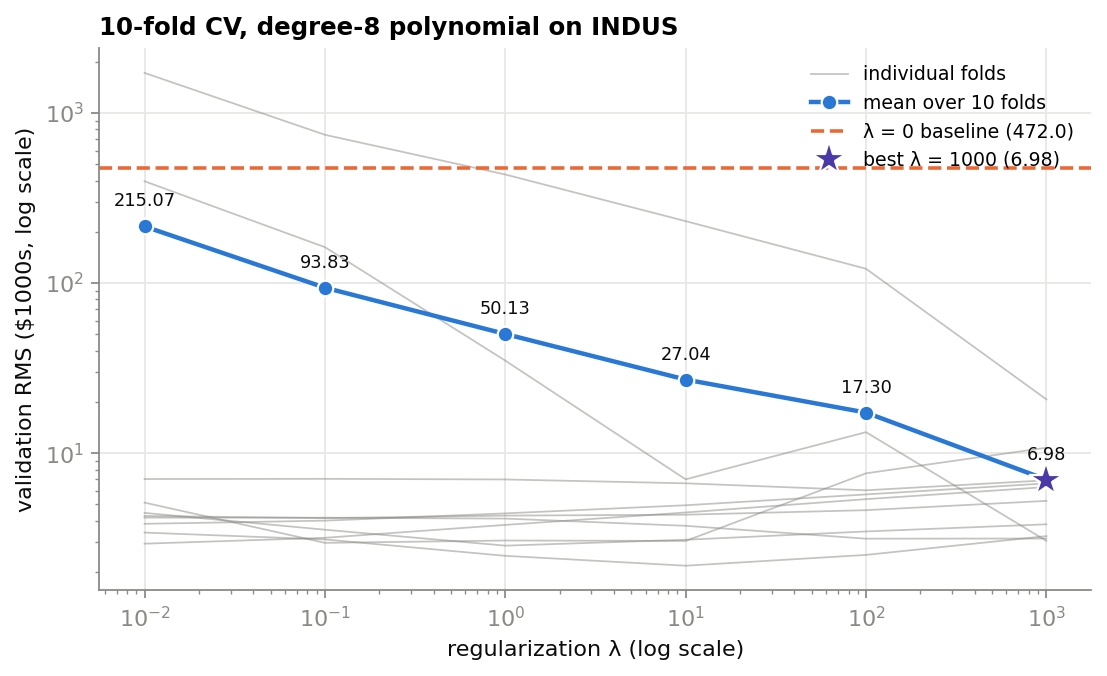 10-fold CV, degree-8 polynomial on INDUS
individual folds
mean over 10 folds
λ = 0 baseline (472.0)
best λ = 1000 (6.98)
validation RMS ($1000s, log scale)
10³
10²
10¹
215.07
93.83
50.13
27.04
17.30
6.98
10⁻² 10⁻¹ 10⁰ 10¹ 10² 10³
regularization λ (log scale)